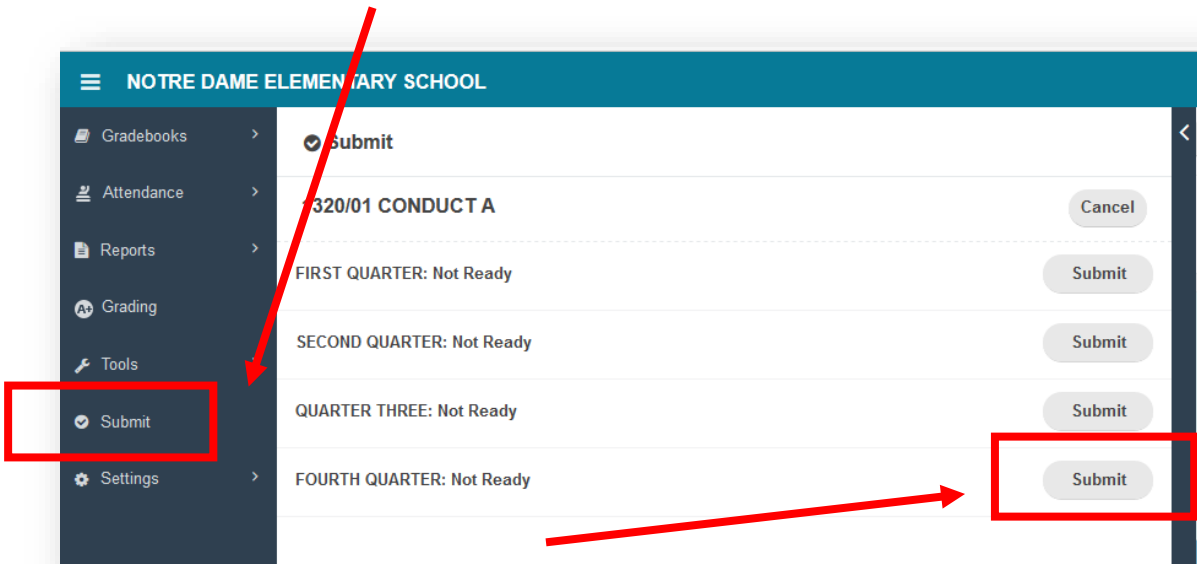 NOTRE DAME ELEMENTARY SCHOOL
Gradebooks
Attendance
Reports
A+ Grading
Tools
Submit
Settings
Submit
1320/01 CONDUCT A
Cancel
FIRST QUARTER: Not Ready
Submit
SECOND QUARTER: Not Ready
Submit
QUARTER THREE: Not Ready
Submit
FOURTH QUARTER: Not Ready
Submit